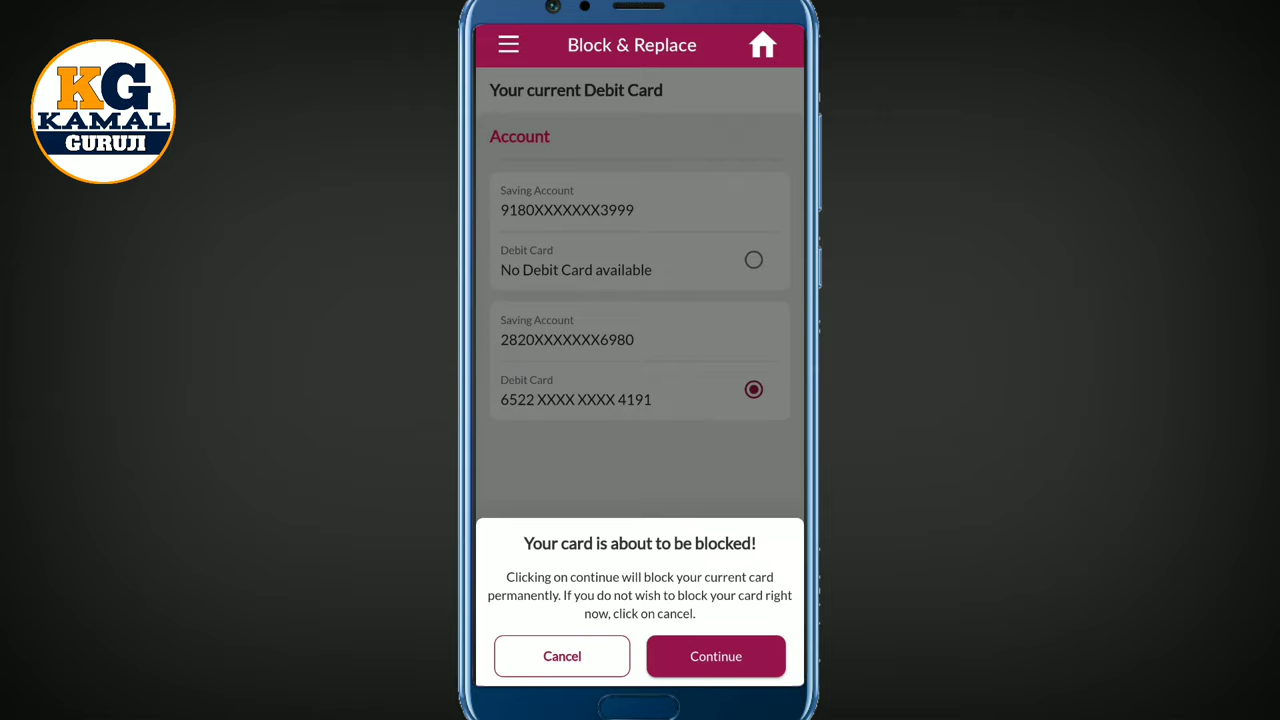 KG
KAMAL
GURUJI
Block & Replace
Your current Debit Card
Account
Saving Account
9180XXXXXXX3999
Debit Card
No Debit Card available
Saving Account
2820XXXXXXX6980
Debit Card
6522 XXXX XXXX 4191
Your card is about to be blocked!
Clicking on continue will block your current card
permanently. If you do not wish to block your card right
now, click on cancel.
Cancel
Continue